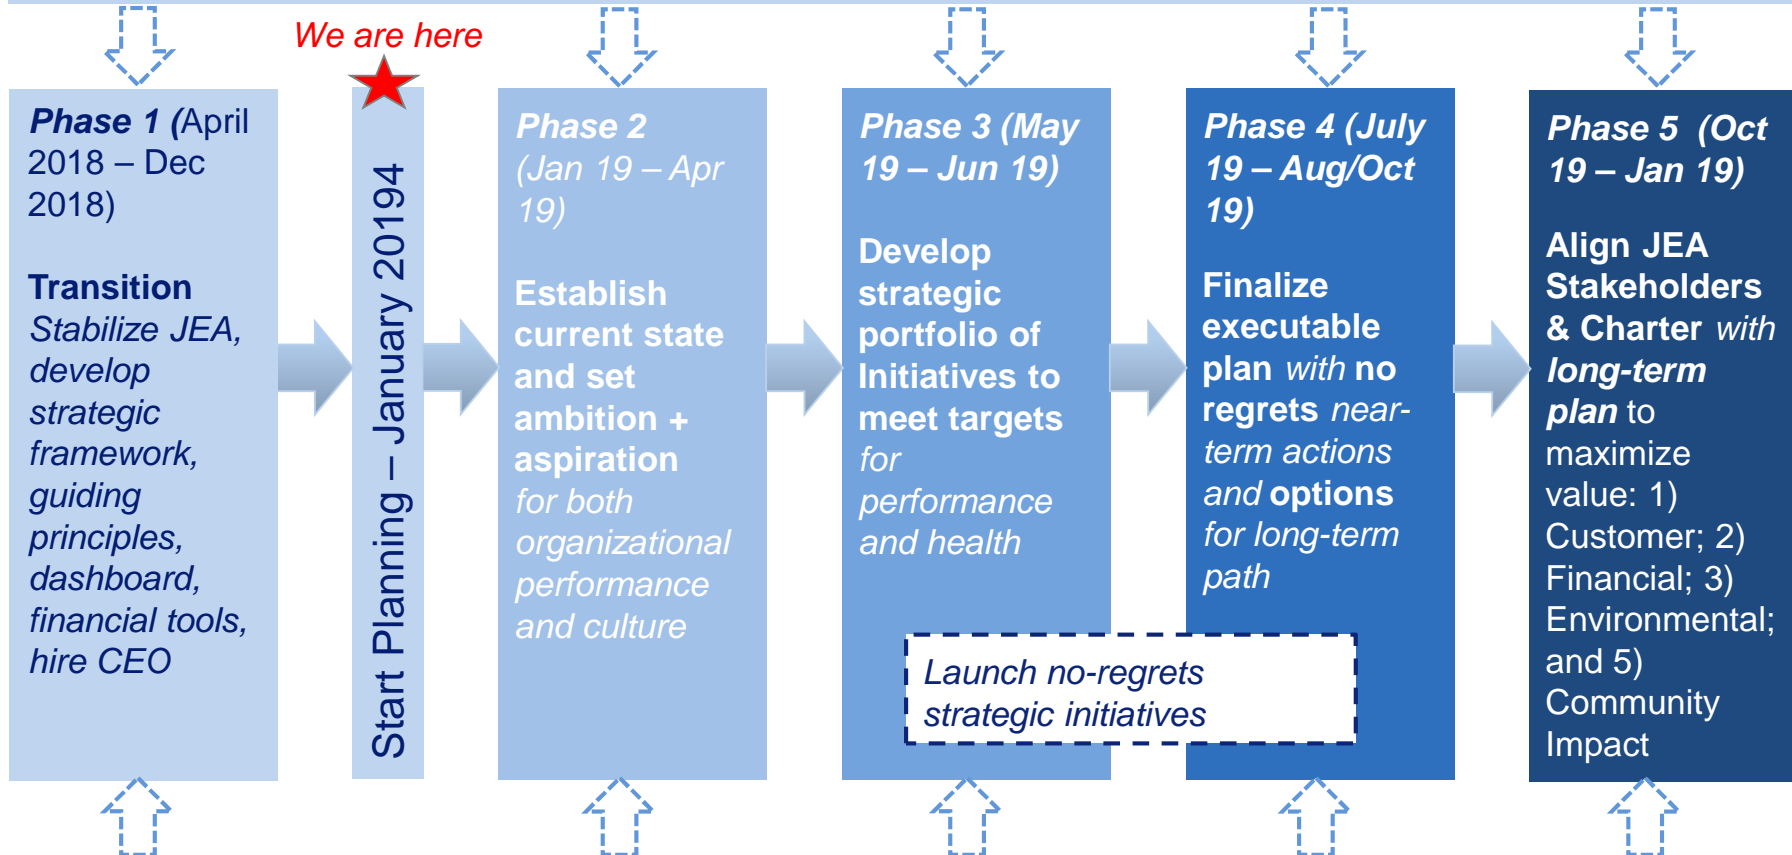 We are here
Phase 1 (April
2018 – Dec
2018)
Transition
Stabilize JEA,
develop
strategic
framework,
guiding
principles,
dashboard,
financial tools,
hire CEO
Start Planning – January 20194
Phase 2
(Jan 19 – Apr
19)
Establish
current state
and set
ambition +
aspiration
for both
organizational
performance
and culture
Phase 3 (May
19 – Jun 19)
Develop
strategic
portfolio of
Initiatives to
meet targets
for
performance
and health
Phase 4 (July
19 – Aug/Oct
19)
Finalize
executable
plan with no
regrets near-
term actions
and options
for long-term
path
Launch no-regrets
strategic initiatives
Phase 5 (Oct
19 – Jan 19)
Align JEA
Stakeholders
& Charter with
long-term
plan to
maximize
value: 1)
Customer; 2)
Financial; 3)
Environmental;
and 5)
Community
Impact